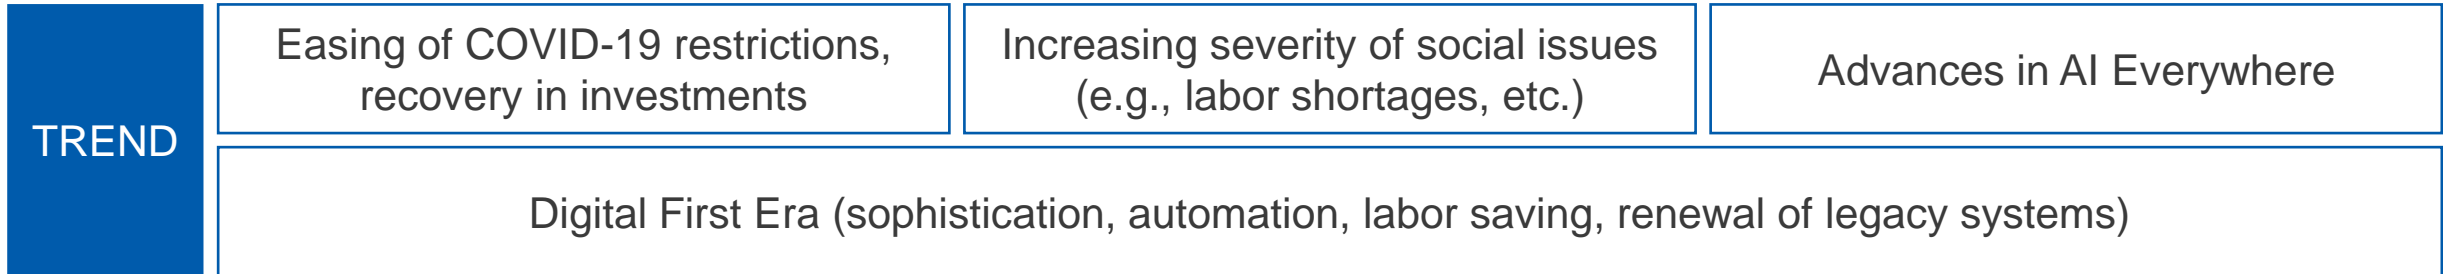 TREND
Easing of COVID-19 restrictions,
recovery in investments
Increasing severity of social issues
(e.g., labor shortages, etc.)
Advances in AI Everywhere
Digital First Era (sophistication, automation, labor saving, renewal of legacy systems)